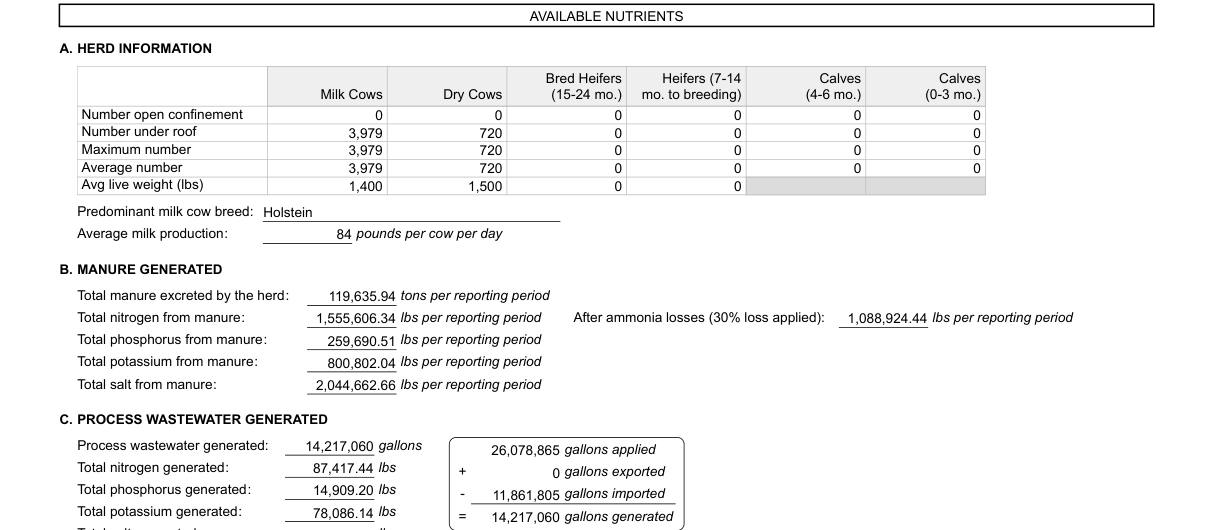 AVAILABLE NUTRIENTS
A. HERD INFORMATION
Milk Cows Dry Cows Bred Heifers (15-24 mo.) Heifers (7-14 mo. to breeding) Calves (4-6 mo.) Calves (0-3 mo.)
Number open confinement 0 0 0 0 0 0
Number under roof 3,979 720 0 0 0 0
Maximum number 3,979 720 0 0 0 0
Average number 3,979 720 0 0 0 0
Avg live weight (lbs) 1,400 1,500 0 0
Predominant milk cow breed: Holstein
Average milk production: 84 pounds per cow per day
B. MANURE GENERATED
Total manure excreted by the herd: 119,635.94 tons per reporting period
Total nitrogen from manure: 1,555,606.34 lbs per reporting period After ammonia losses (30% loss applied): 1,088,924.44 lbs per reporting period
Total phosphorus from manure: 259,690.51 lbs per reporting period
Total potassium from manure: 800,802.04 lbs per reporting period
Total salt from manure: 2,044,662.66 lbs per reporting period
C. PROCESS WASTEWATER GENERATED
Process wastewater generated: 14,217,060 gallons 26,078,865 gallons applied
Total nitrogen generated: 87,417.44 lbs + 0 gallons exported
Total phosphorus generated: 14,909.20 lbs - 11,861,805 gallons imported
Total potassium generated: 78,086.14 lbs = 14,217,060 gallons generated